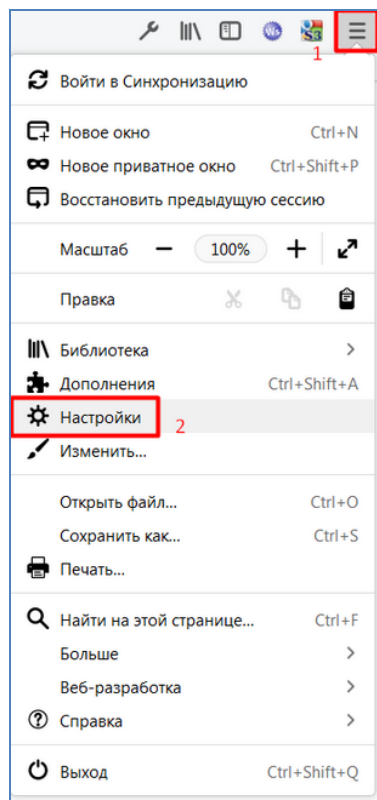 1
Войти в Синхронизацию
Новое окно Ctrl+N
Новое приватное окно Ctrl+Shift+P
Восстановить предыдущую сессию
Масштаб 100%
Правка
Библиотека
Дополнения Ctrl+Shift+A
Настройки 2
Изменить...
Открыть файл... Ctrl+O
Сохранить как... Ctrl+S
Печать...
Найти на этой странице... Ctrl+F
Больше
Веб-разработка
Справка
Выход Ctrl+Shift+Q